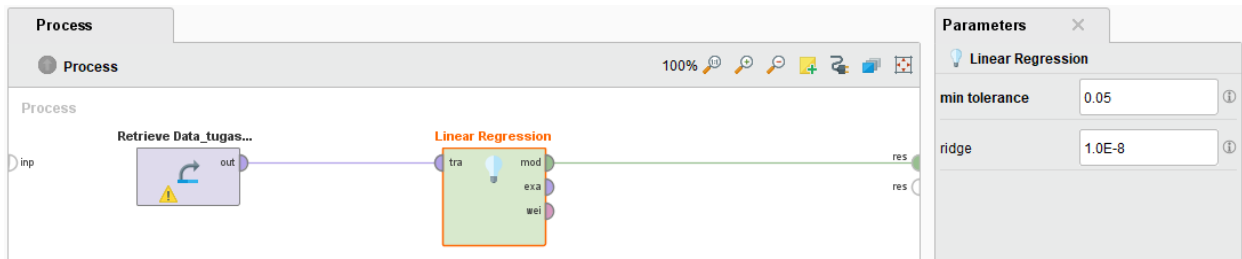 Process
Process
100%
Process
Retrieve Data_tugas...
inp
out
Linear Regression
tra
mod
exa
wei
res
res
Parameters
Linear Regression
min tolerance
0.05
ridge
1.0E-8